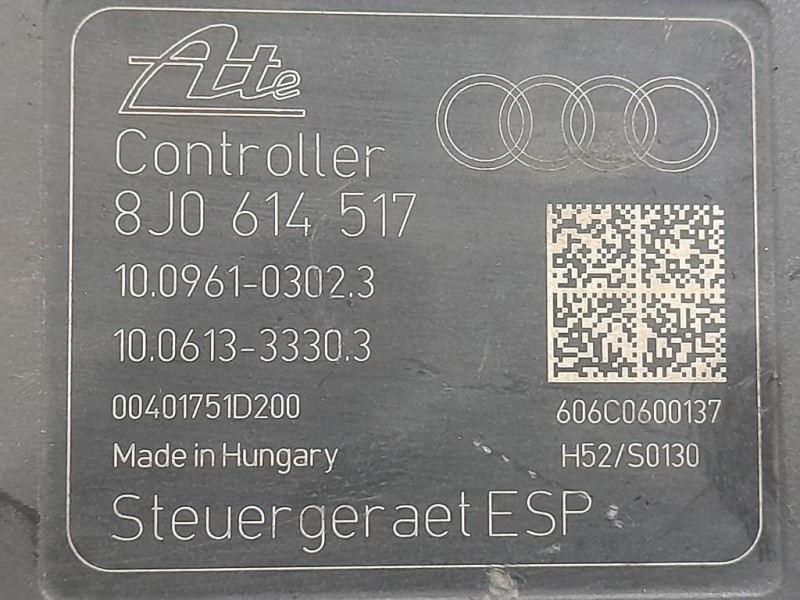 Ate
Controller
8J0 614 517
10.0961-0302.3
10.0613-3330.3
00401751D200
606C0600137
Made in Hungary
H52/S0130
Steuergeraet ESP